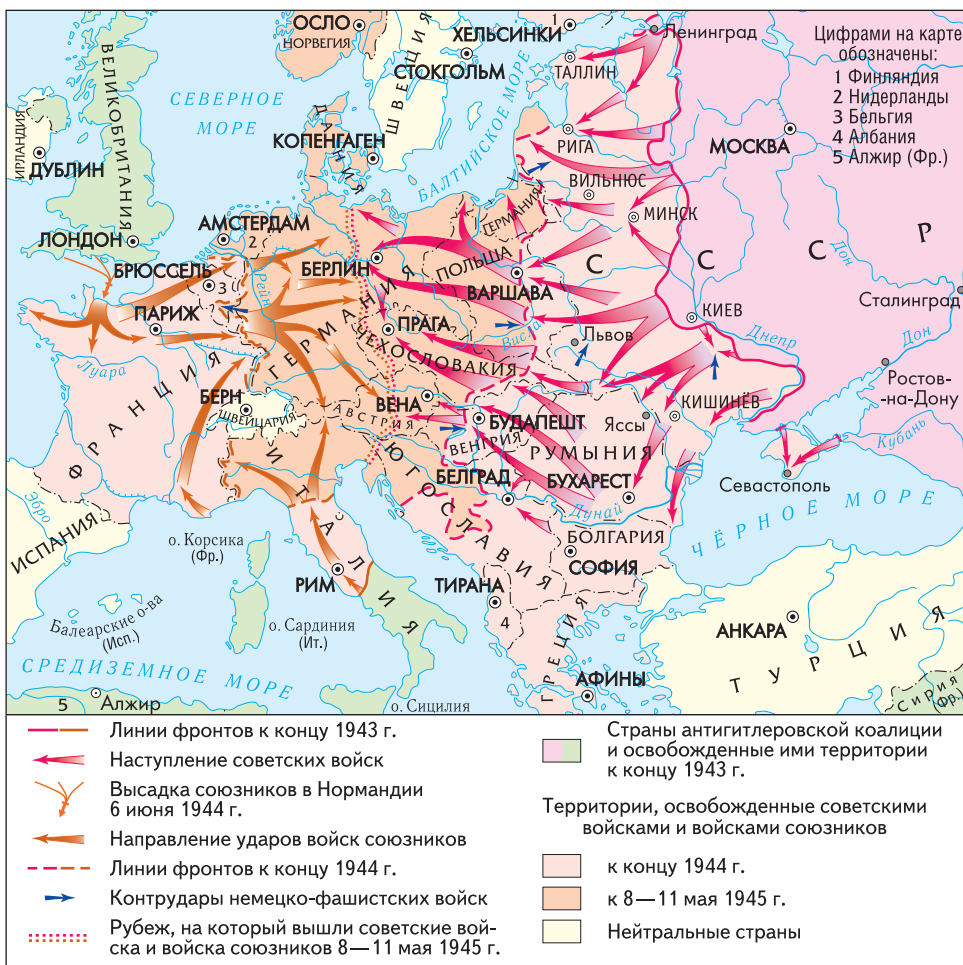 ОСЛО
НОРВЕГИЯ
ШВЕЦИЯ
ХЕЛЬСИНКИ
1
СТОКГОЛЬМ
Ленинград
ТАЛЛИН
Цифрами на карте
обозначены:
1 Финляндия
2 Нидерланды
3 Бельгия
4 Албания
5 Алжир (Фр.)
ВЕЛИКОБРИТАНИЯ
СЕВЕРНОЕ
МОРЕ
ДАНИЯ
КОПЕНГАГЕН
БАЛТИЙСКОЕ МОРЕ
РИГА
МОСКВА
ИРЛАНДИЯ
ДУБЛИН
ВИЛЬНЮС
МИНСК
ГЕРМАНИЯ
СССР
ЛОНДОН
АМСТЕРДАМ
2
БРЮССЕЛЬ
3
Рейн
БЕРЛИН
ПОЛЬША
ВАРШАВА
Дон
Сталинград
ПАРИЖ
ГЕРМАНИЯ
ПРАГА
Висла
Львов
КИЕВ
Днепр
Дон
ЧЕХОСЛОВАКИЯ
Луара
ФРАНЦИЯ
БЕРН
ШВЕЙЦАРИЯ
АВСТРИЯ
ВЕНА
БУДАПЕШТ
ВЕНГРИЯ
Яссы
КИШИНЁВ
Ростов-
-на-Дону
Кубань
РУМЫНИЯ
БЕЛГРАД
БУХАРЕСТ
Дунай
Севастополь
ЧЁРНОЕ МОРЕ
Эбро
ИСПАНИЯ
ИТАЛИЯ
ЮГОСЛАВИЯ
БОЛГАРИЯ
СОФИЯ
о. Корсика
(Фр.)
РИМ
ТИРАНА
4
Балеарские о-ва
(Исп.)
о. Сардиния
(Ит.)
ГРЕЦИЯ
АНКАРА
ТУРЦИЯ
СРЕДИЗЕМНОЕ МОРЕ
АФИНЫ
5
Алжир
о. Сицилия
Сирия
(Фр.)
Линии фронтов к концу 1943 г.
Наступление советских войск
Высадка союзников в Нормандии
6 июня 1944 г.
Направление ударов войск союзников
Линии фронтов к концу 1944 г.
Контрудары немецко-фашистских войск
Рубеж, на который вышли советские вой-
ска и войска союзников 8—11 мая 1945 г.
Страны антигитлеровской коалиции
и освобожденные ими территории
к концу 1943 г.
Территории, освобожденные советскими
войсками и войсками союзников
к концу 1944 г.
к 8—11 мая 1945 г.
Нейтральные страны